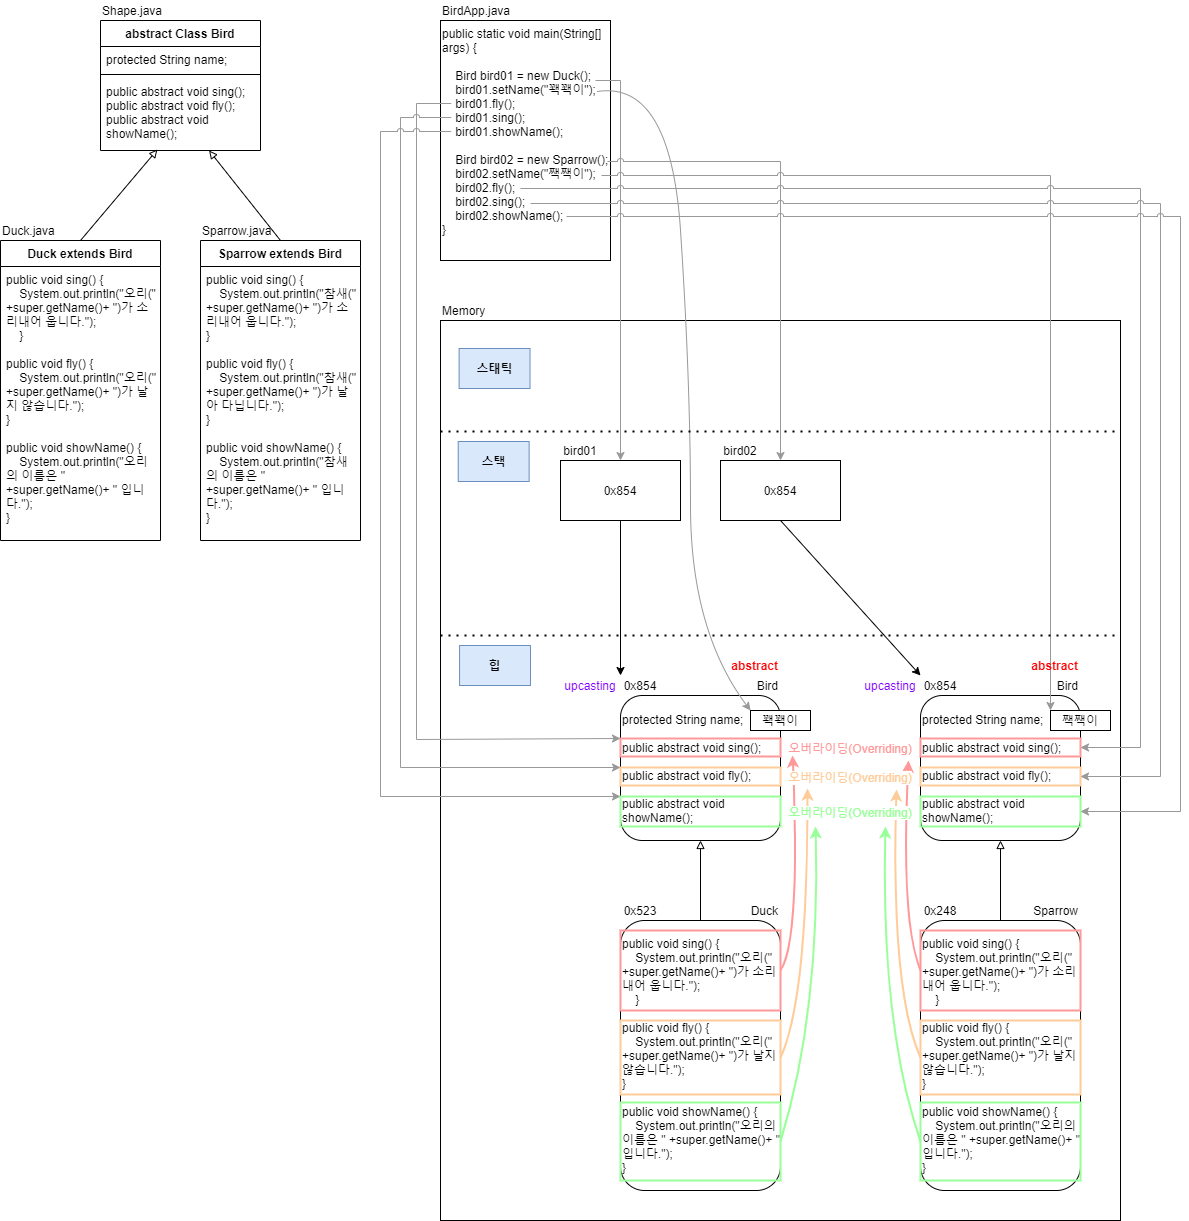 Shape.java
abstract Class Bird
protected String name;
public abstract void sing();
public abstract void fly();
public abstract void
showName();
Duck.java
Duck extends Bird
public void sing() {
System.out.println("오리("
+super.getName()+ ")가 소
리내어 웁니다.");
}
public void fly() {
System.out.println("오리("
+super.getName()+ ")가 날
지 않습니다.");
}
public void showName() {
System.out.println("오리
의 이름은 "
+super.getName()+ " 입니
다.");
}
Sparrow.java
Sparrow extends Bird
public void sing() {
System.out.println("참새("
+super.getName()+ ")가 소
리내어 웁니다.");
}
public void fly() {
System.out.println("참새("
+super.getName()+ ")가 날
아 다닙니다.");
}
public void showName() {
System.out.println("참새
의 이름은 "
+super.getName()+ " 입니
다.");
}
BirdApp.java
public static void main(String[]
args) {
Bird bird01 = new Duck();
bird01.setName("꽥꽥이");
bird01.fly();
bird01.sing();
bird01.showName();
Bird bird02 = new Sparrow();
bird02.setName("짹짹이");
bird02.fly();
bird02.sing();
bird02.showName();
}
Memory
스태틱
스택
bird01
0x854
bird02
0x854
힙
abstract
upcasting
0x854
Bird
protected String name;
꽥꽥이
public abstract void sing();
public abstract void fly();
public abstract void
showName();
오버라이딩(Overriding)
오버라이딩(Overriding)
오버라이딩(Overriding)
abstract
upcasting
0x854
Bird
protected String name;
짹짹이
public abstract void sing();
public abstract void fly();
public abstract void
showName();
0x523
Duck
public void sing() {
System.out.println("오리("
+super.getName()+ ")가 소리
내어 웁니다.");
}
public void fly() {
System.out.println("오리("
+super.getName()+ ")가 날지
않습니다.");
}
public void showName() {
System.out.println("오리의
이름은 " +super.getName()+ "
입니다.");
}
0x248
Sparrow
public void sing() {
System.out.println("오리("
+super.getName()+ ")가 소리
내어 웁니다.");
}
public void fly() {
System.out.println("오리("
+super.getName()+ ")가 날지
않습니다.");
}
public void showName() {
System.out.println("오리의
이름은 " +super.getName()+ "
입니다.");
}